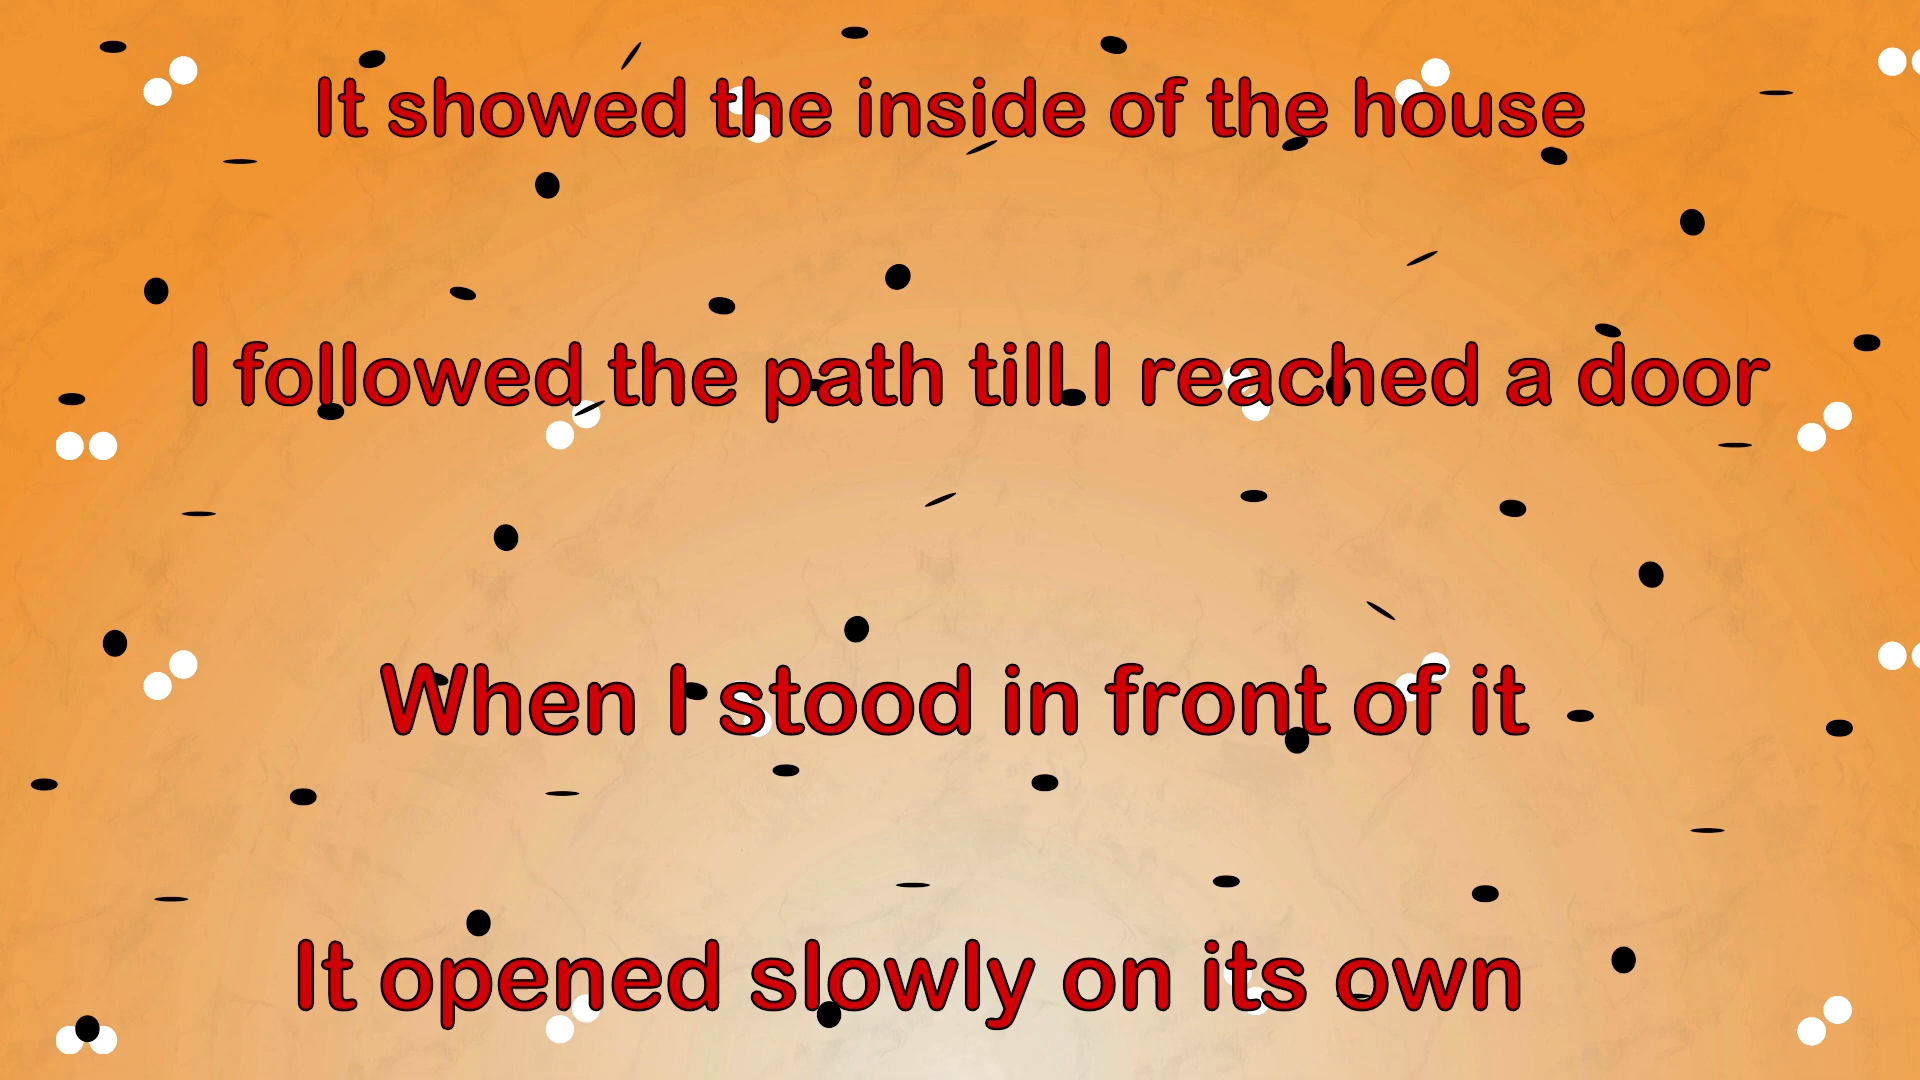 It showed the inside of the house
I followed the path till I reached a door
When I stood in front of it
It opened slowly on its own